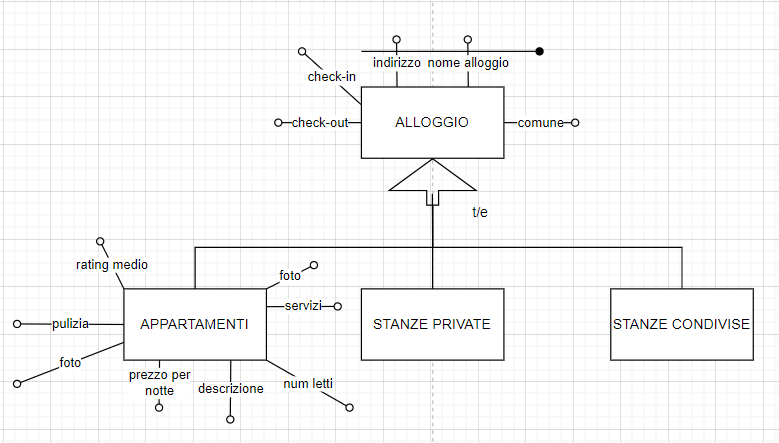 indirizzo
nome alloggio
check-in
check-out
ALLOGGIO
comune
t/e
rating medio
foto
servizi
pulizia
APPARTAMENTI
STANZE PRIVATE
STANZE CONDIVISE
foto
prezzo per
notte
descrizione
num letti